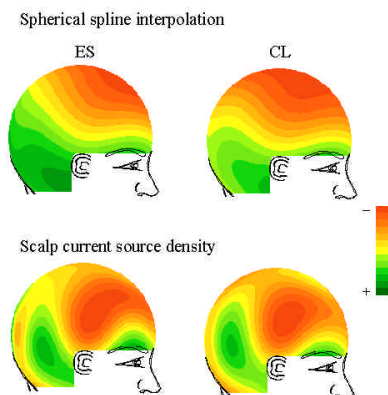 Spherical spline interpolation
ES CL
−
+
Scalp current source density